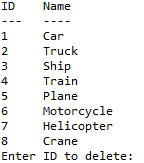 ID   Name
---  ----
1    Car
2    Truck
3    Ship
4    Train
5    Plane
6    Motorcycle
7    Helicopter
8    Crane
Enter ID to delete: